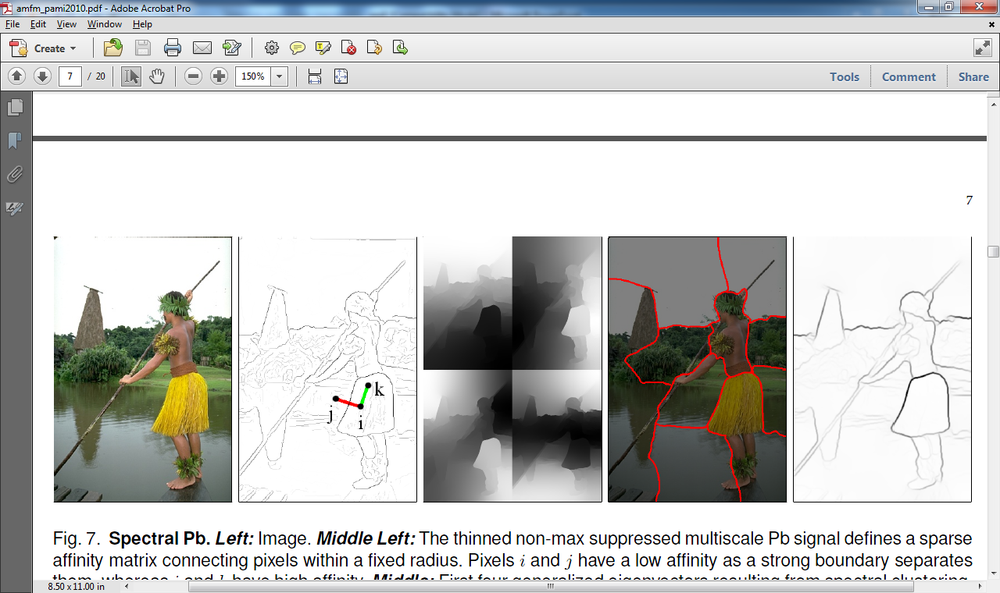 amfm_pami2010.pdf - Adobe Acrobat Pro
File Edit View Window Help
Create
7 / 20
150%
Tools Comment Share
7
k
j
i
Fig. 7. Spectral Pb. Left: Image. Middle Left: The thinned non-max suppressed multiscale Pb signal defines a sparse
affinity matrix connecting pixels within a fixed radius. Pixels i and j have a low affinity as a strong boundary separates
them, whereas i and k have high affinity. Middle: First four generalized eigenvectors resulting from spectral clustering.
8.50 x 11.00 in